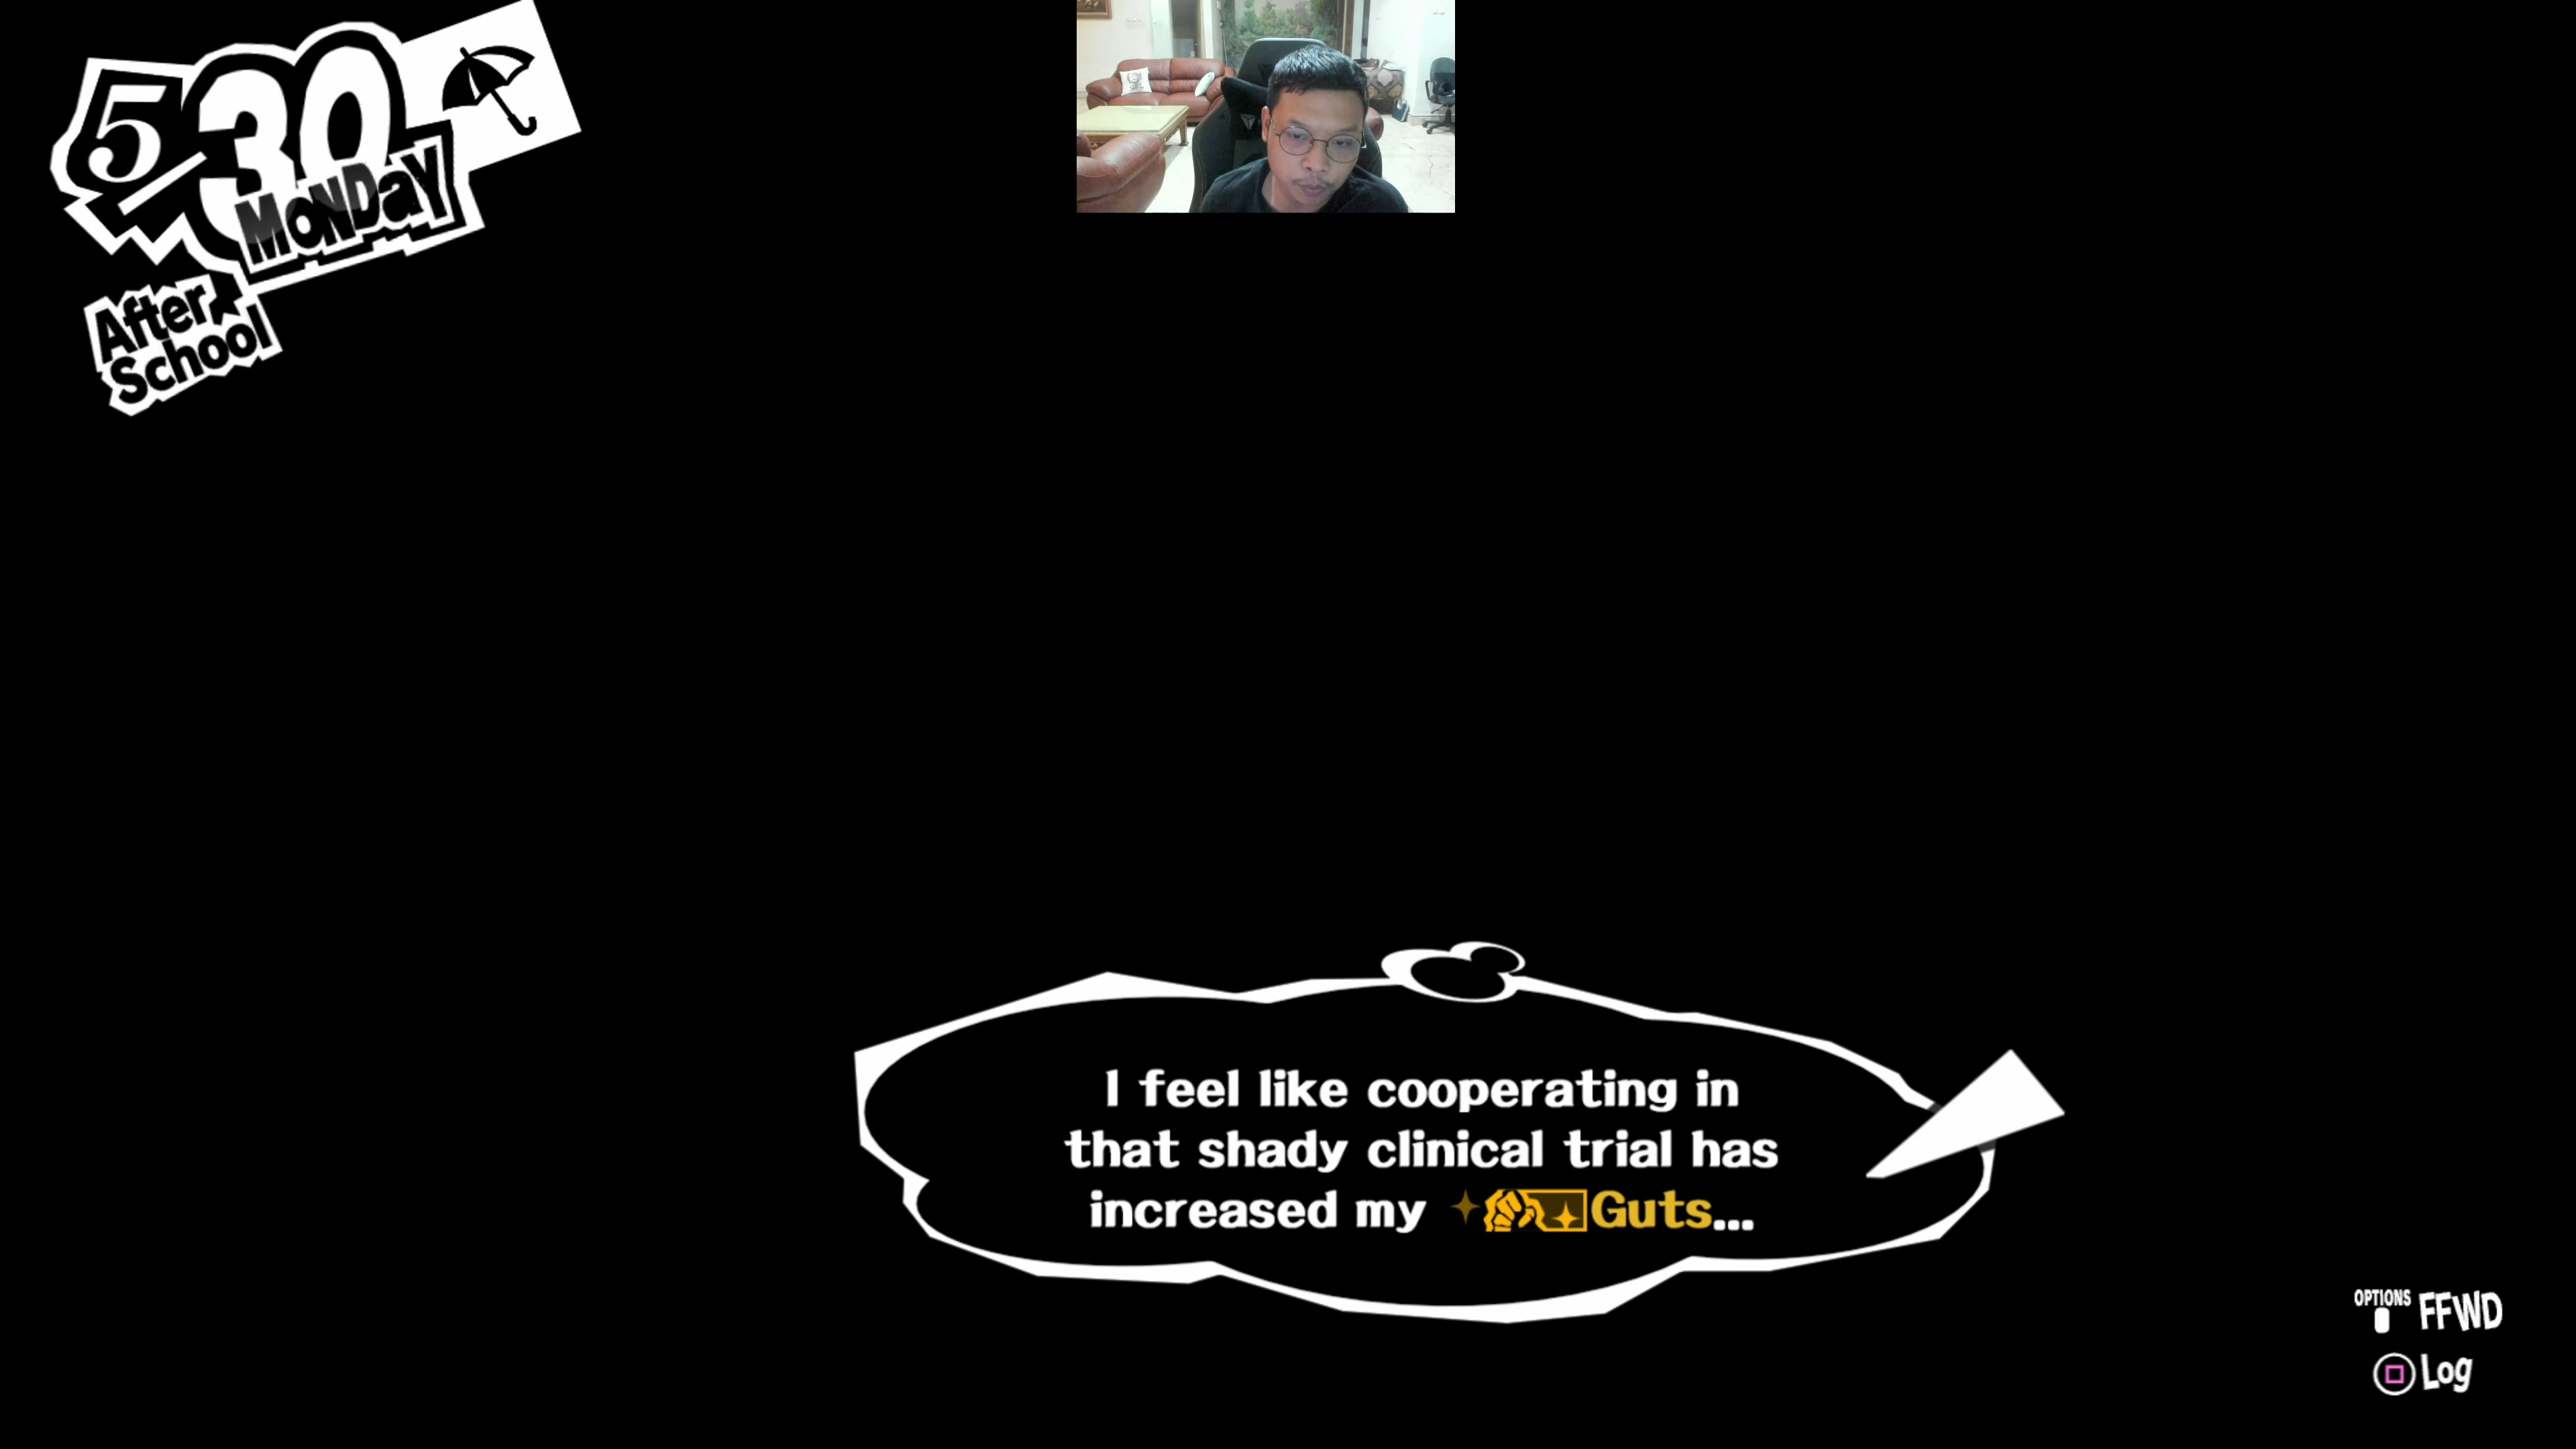 5/30
MONDAY
After
School
I feel like cooperating in
that shady clinical trial has
increased my Guts...
OPTIONS FFWD
Log